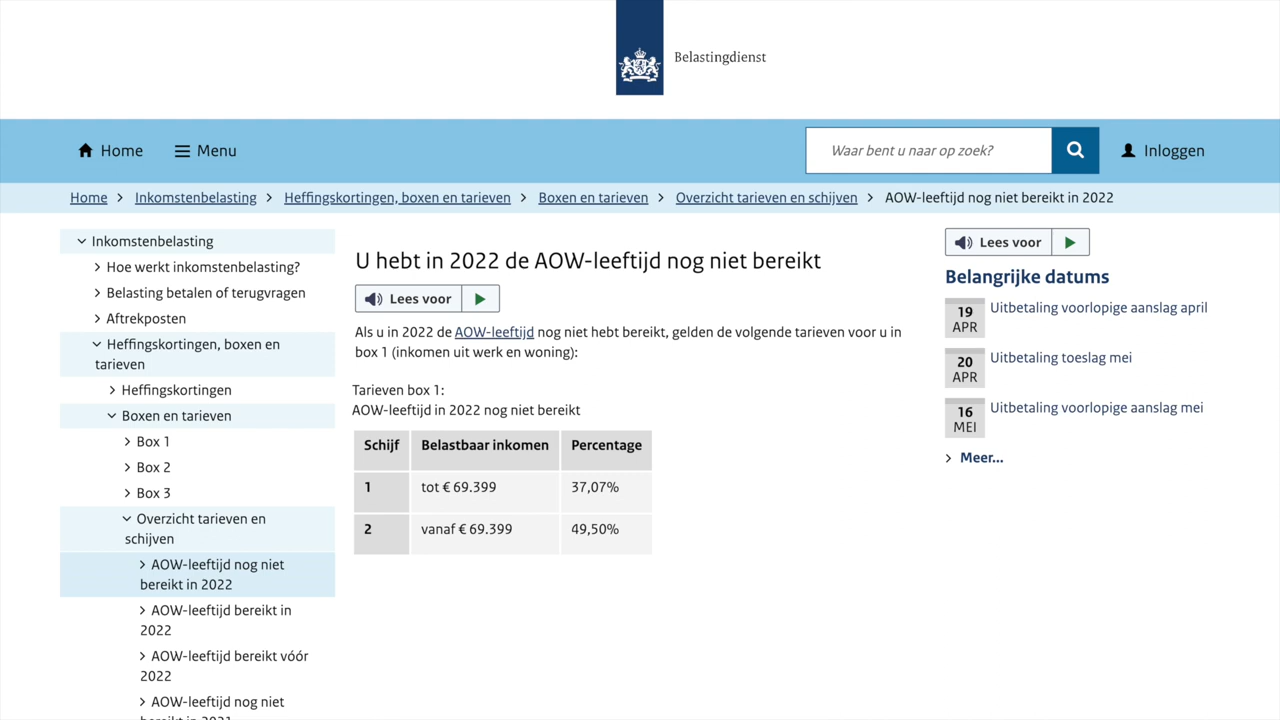 Belastingdienst
Home
Menu
Waar bent u naar op zoek?
Inloggen
Home > Inkomstenbelasting > Heffingskortingen, boxen en tarieven > Boxen en tarieven > Overzicht tarieven en schijven > AOW-leeftijd nog niet bereikt in 2022
Inkomstenbelasting
Hoe werkt inkomstenbelasting?
Belasting betalen of terugvragen
Aftrekposten
Heffingskortingen, boxen en
tarieven
Heffingskortingen
Boxen en tarieven
Box 1
Box 2
Box 3
Overzicht tarieven en
schijven
AOW-leeftijd nog niet
bereikt in 2022
AOW-leeftijd bereikt in
2022
AOW-leeftijd bereikt vóór
2022
AOW-leeftijd nog niet
bereikt in 2021
U hebt in 2022 de AOW-leeftijd nog niet bereikt
Lees voor
Als u in 2022 de AOW-leeftijd nog niet hebt bereikt, gelden de volgende tarieven voor u in
box 1 (inkomen uit werk en woning):
Tarieven box 1:
AOW-leeftijd in 2022 nog niet bereikt
Schijf Belastbaar inkomen Percentage
1 tot € 69.399 37,07%
2 vanaf € 69.399 49,50%
Lees voor
Belangrijke datums
19
APR
Uitbetaling voorlopige aanslag april
20
APR
Uitbetaling toeslag mei
16
MEI
Uitbetaling voorlopige aanslag mei
Meer...